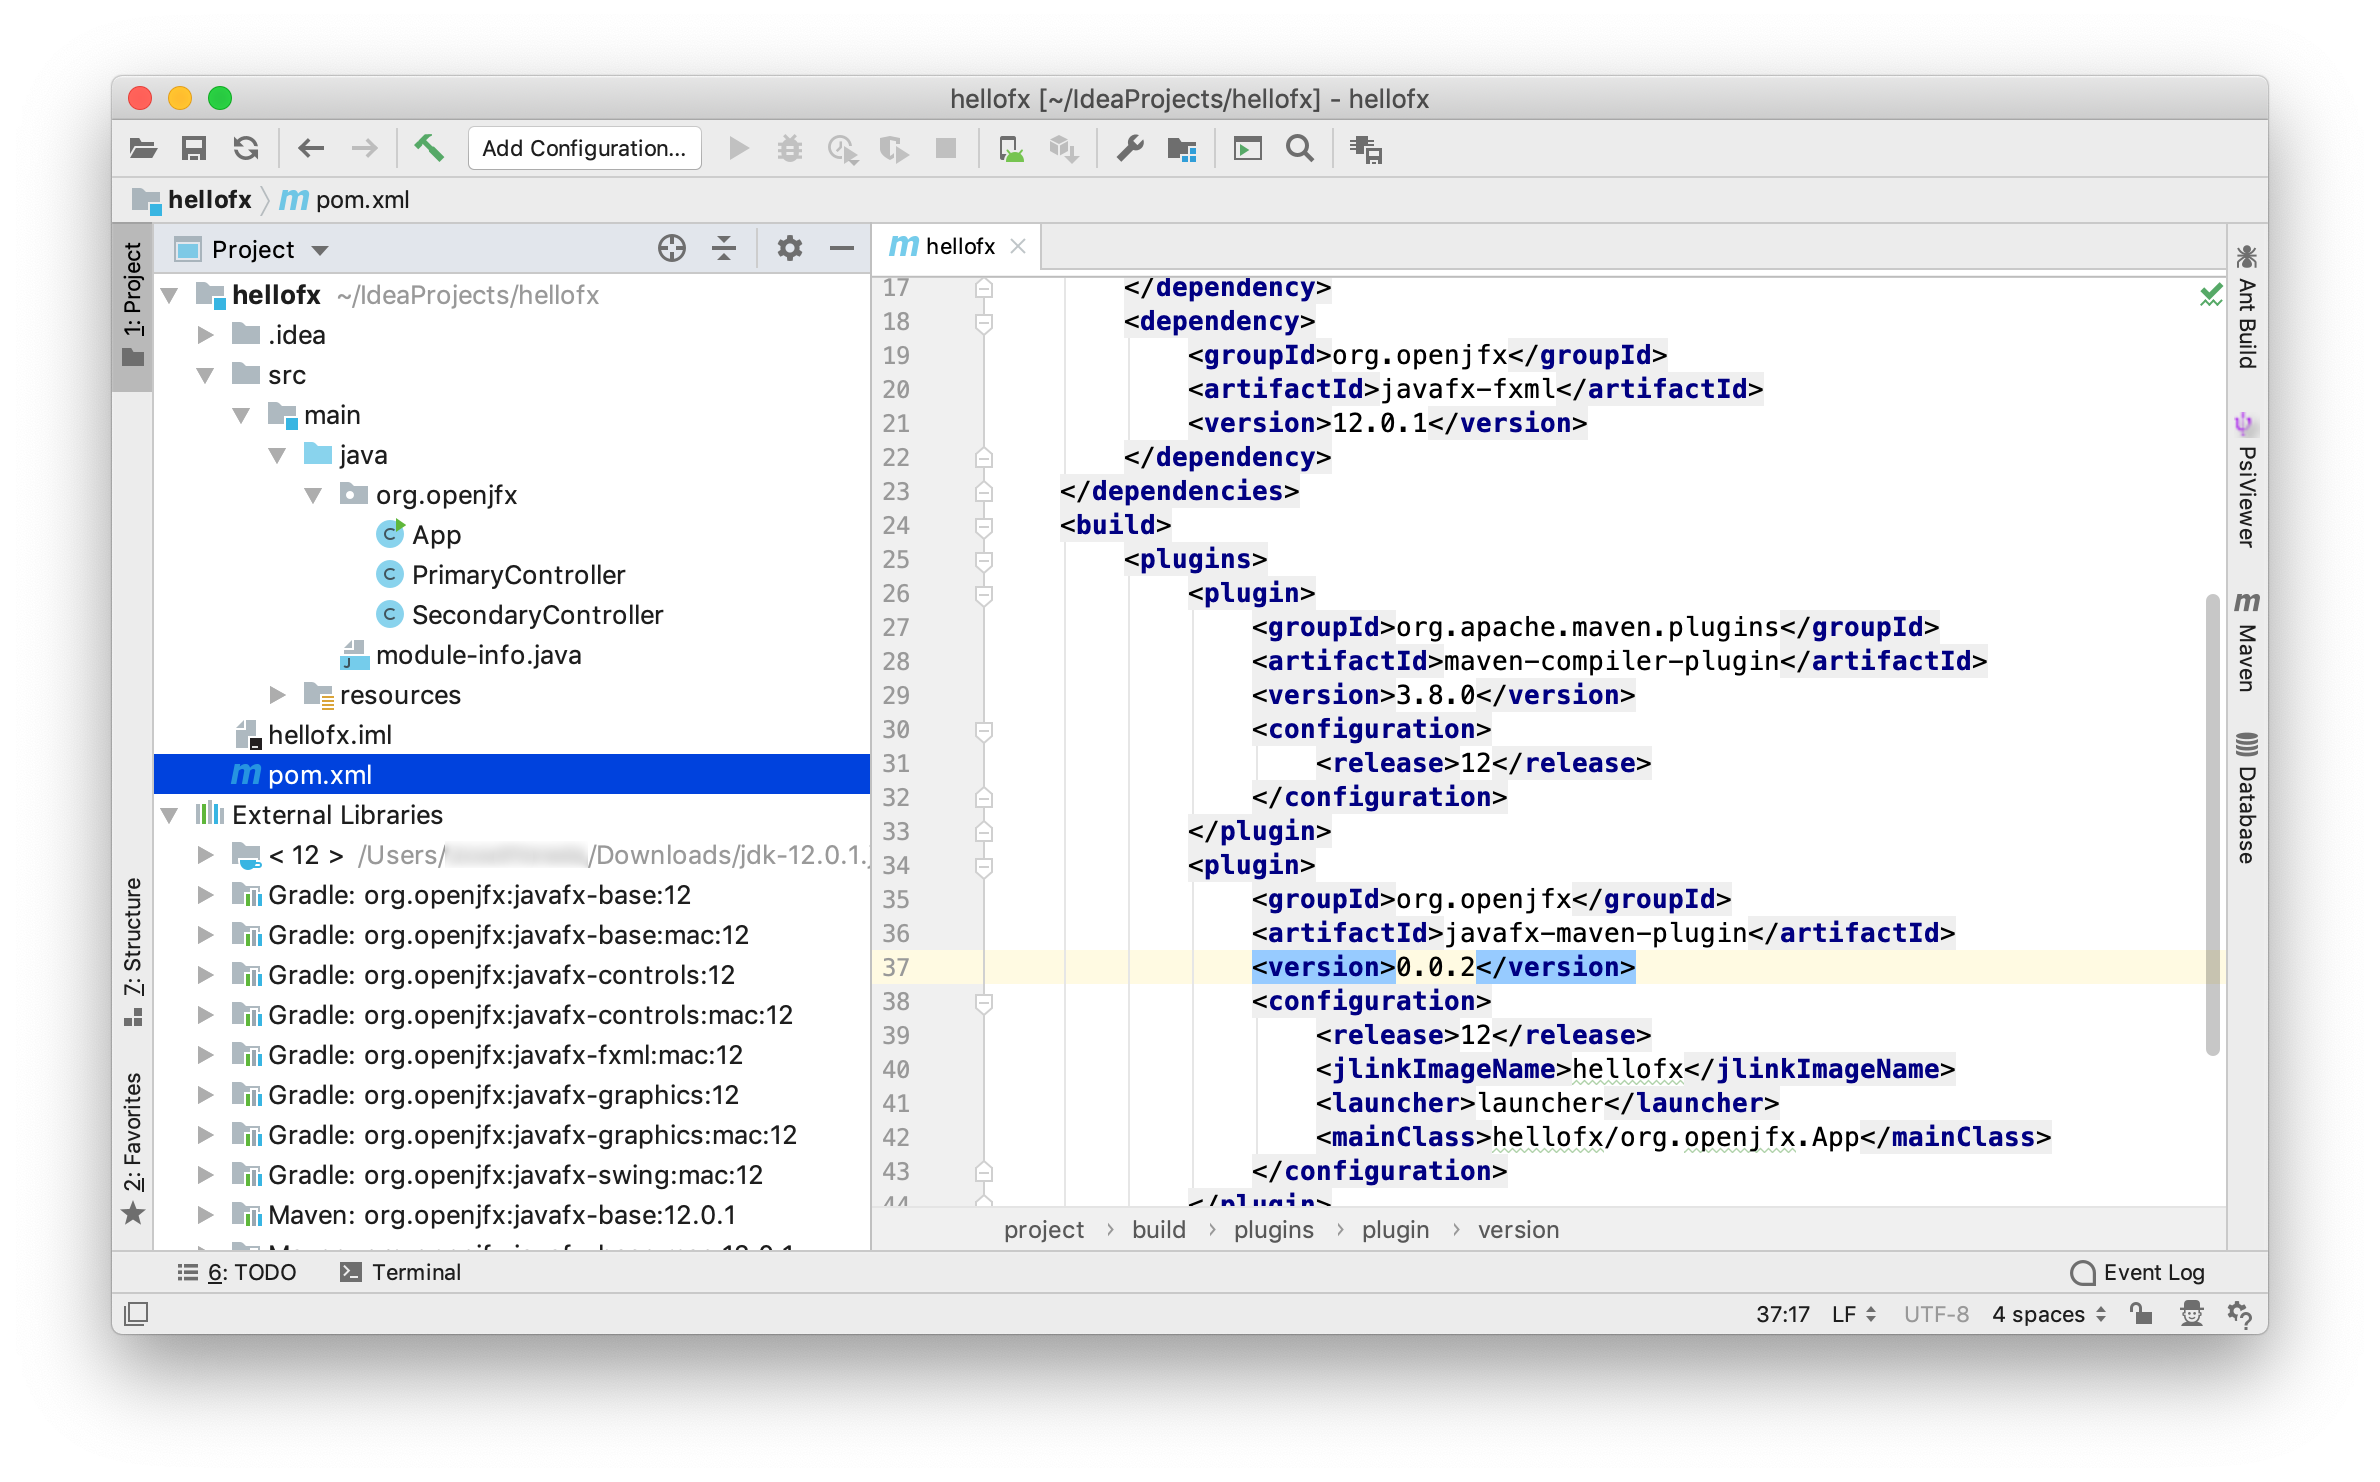 hellofx [~/IdeaProjects/hellofx] - hellofx
Add Configuration...
hellofx
m pom.xml
1: Project
7: Structure
2: Favorites
Project
hellofx ~/IdeaProjects/hellofx
.idea
src
main
java
org.openjfx
C App
C PrimaryController
C SecondaryController
J module-info.java
resources
hellofx.iml
m pom.xml
External Libraries
< 12 > /Users/ /Downloads/jdk-12.0.1.
Gradle: org.openjfx:javafx-base:12
Gradle: org.openjfx:javafx-base:mac:12
Gradle: org.openjfx:javafx-controls:12
Gradle: org.openjfx:javafx-controls:mac:12
Gradle: org.openjfx:javafx-fxml:mac:12
Gradle: org.openjfx:javafx-graphics:12
Gradle: org.openjfx:javafx-graphics:mac:12
Gradle: org.openjfx:javafx-swing:mac:12
Maven: org.openjfx:javafx-base:12.0.1
m hellofx
17 </dependency>
18 <dependency>
19 <groupId>org.openjfx</groupId>
20 <artifactId>javafx-fxml</artifactId>
21 <version>12.0.1</version>
22 </dependency>
23 </dependencies>
24 <build>
25 <plugins>
26 <plugin>
27 <groupId>org.apache.maven.plugins</groupId>
28 <artifactId>maven-compiler-plugin</artifactId>
29 <version>3.8.0</version>
30 <configuration>
31 <release>12</release>
32 </configuration>
33 </plugin>
34 <plugin>
35 <groupId>org.openjfx</groupId>
36 <artifactId>javafx-maven-plugin</artifactId>
37 <version>0.0.2</version>
38 <configuration>
39 <release>12</release>
40 <jlinkImageName>hellofx</jlinkImageName>
41 <launcher>launcher</launcher>
42 <mainClass>hellofx/org.openjfx.App</mainClass>
43 </configuration>
44 </plugin>
project › build › plugins › plugin › version
Ant Build
PsiViewer
m Maven
Database
6: TODO
Terminal
Event Log
37:17 LF UTF-8 4 spaces